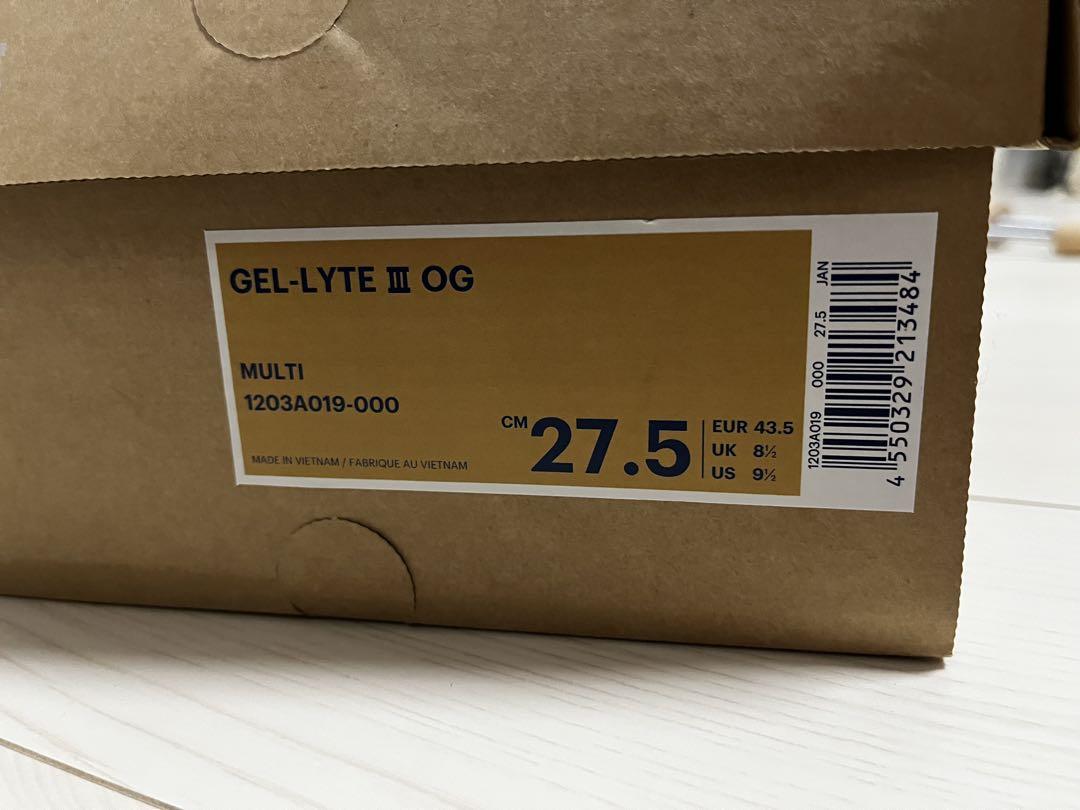 GEL-LYTE III OG
MULTI
1203A019-000
MADE IN VIETNAM / FABRIQUE AU VIETNAM
CM 27.5
EUR 43.5
UK 8½
US 9½
1203A019 000 27.5 JAN
4 550329 213484